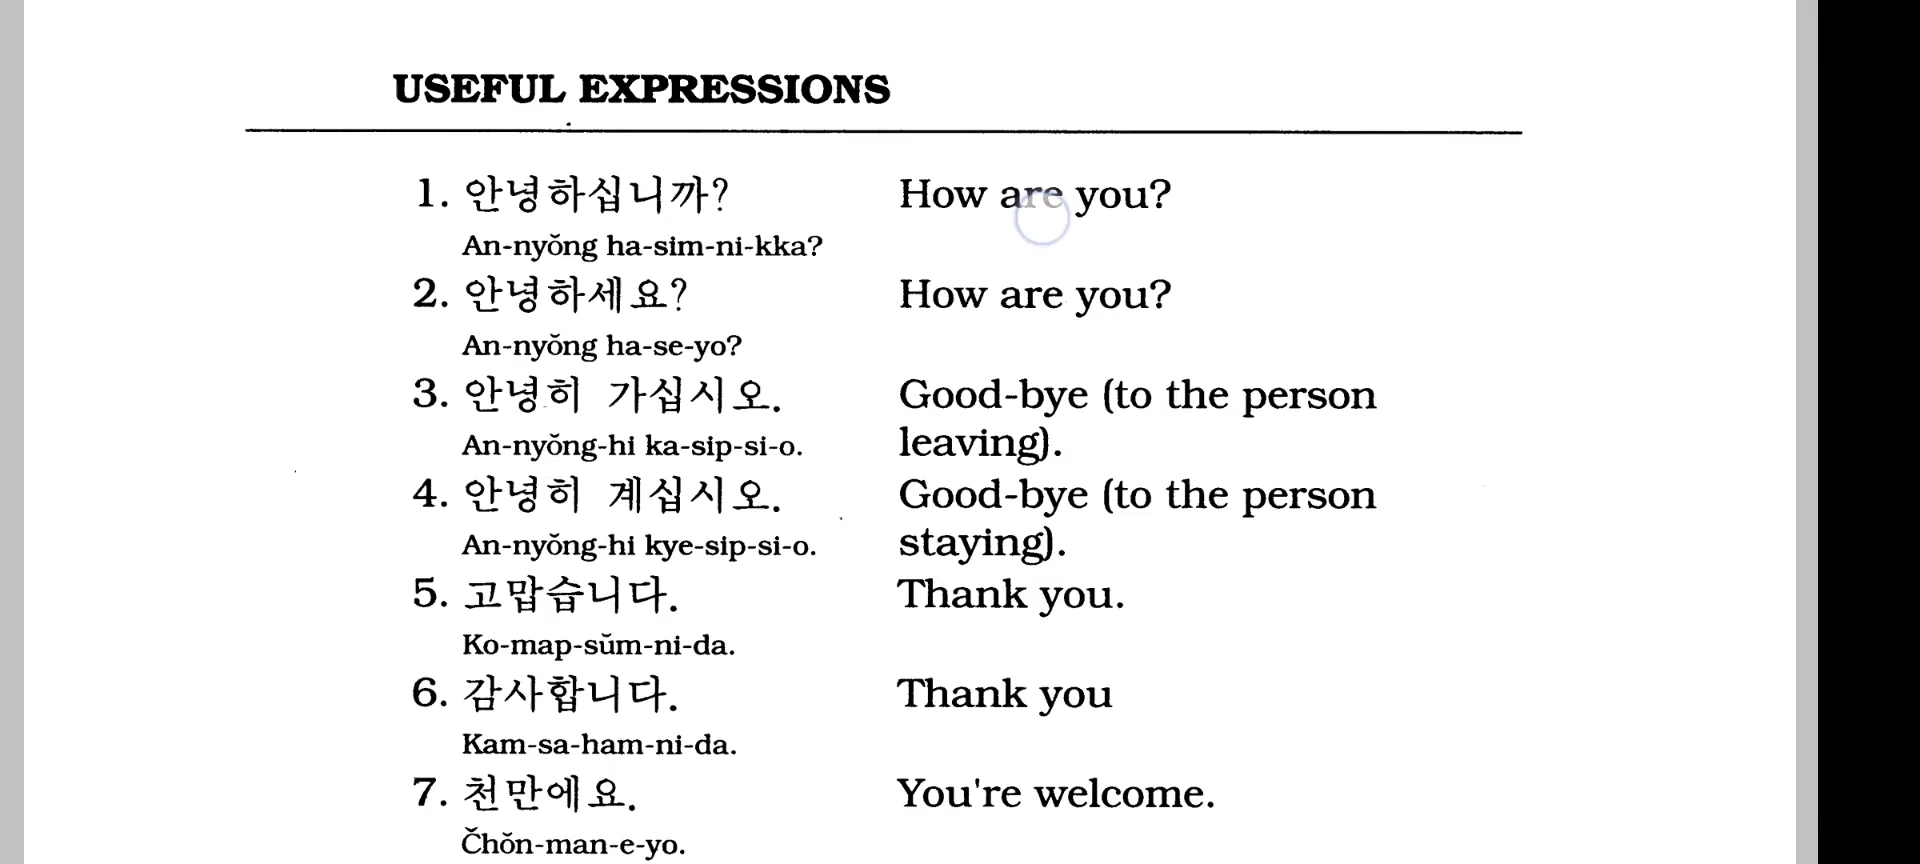 USEFUL EXPRESSIONS
1. 안녕하십니까? How are you?
An-nyŏng ha-sim-ni-kka?
2. 안녕하세요? How are you?
An-nyŏng ha-se-yo?
3. 안녕히 가십시오. Good-bye (to the person
An-nyŏng-hi ka-sip-si-o. leaving).
4. 안녕히 계십시오. Good-bye (to the person
An-nyŏng-hi kye-sip-si-o. staying).
5. 고맙습니다. Thank you.
Ko-map-sŭm-ni-da.
6. 감사합니다. Thank you
Kam-sa-ham-ni-da.
7. 천만에요. You're welcome.
Čhŏn-man-e-yo.